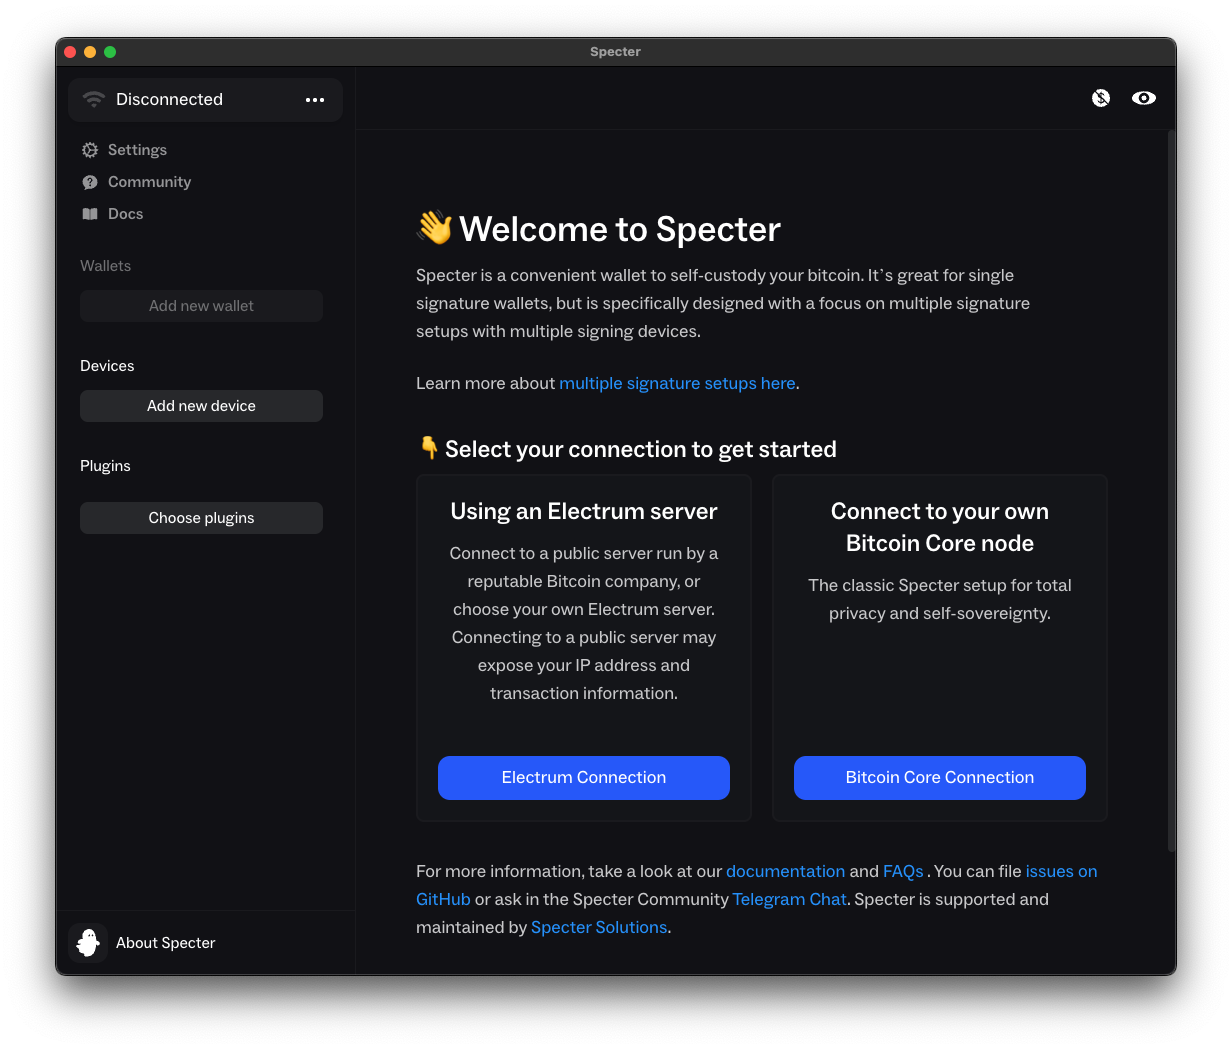 Specter
Disconnected
Settings
Community
Docs
Wallets
Add new wallet
Devices
Add new device
Plugins
Choose plugins
About Specter
👋 Welcome to Specter
Specter is a convenient wallet to self-custody your bitcoin. It's great for single
signature wallets, but is specifically designed with a focus on multiple signature
setups with multiple signing devices.
Learn more about multiple signature setups here.
👇 Select your connection to get started
Using an Electrum server
Connect to a public server run by a
reputable Bitcoin company, or
choose your own Electrum server.
Connecting to a public server may
expose your IP address and
transaction information.
Electrum Connection
Connect to your own
Bitcoin Core node
The classic Specter setup for total
privacy and self-sovereignty.
Bitcoin Core Connection
For more information, take a look at our documentation and FAQs . You can file issues on
GitHub or ask in the Specter Community Telegram Chat. Specter is supported and
maintained by Specter Solutions.